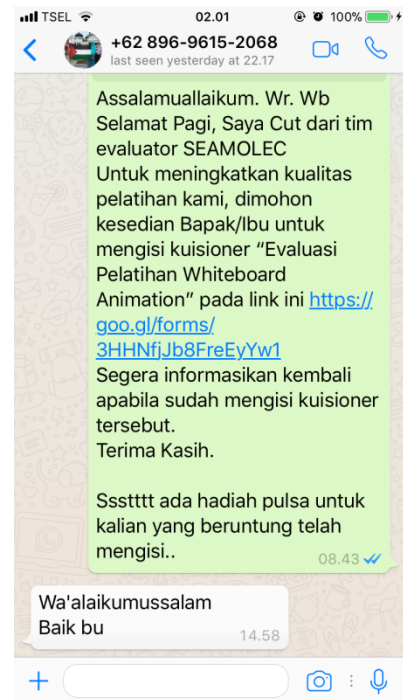 TSEL 02.01 100%
+62 896-9615-2068
last seen yesterday at 22.17
Assalamuallaikum. Wr. Wb
Selamat Pagi, Saya Cut dari tim
evaluator SEAMOLEC
Untuk meningkatkan kualitas
pelatihan kami, dimohon
kesedian Bapak/Ibu untuk
mengisi kuisioner “Evaluasi
Pelatihan Whiteboard
Animation” pada link ini https://
goo.gl/forms/
3HHNfjJb8FreEyYw1
Segera informasikan kembali
apabila sudah mengisi kuisioner
tersebut.
Terima Kasih.
Ssstttt ada hadiah pulsa untuk
kalian yang beruntung telah
mengisi..
08.43
Wa'alaikumussalam
Baik bu
14.58